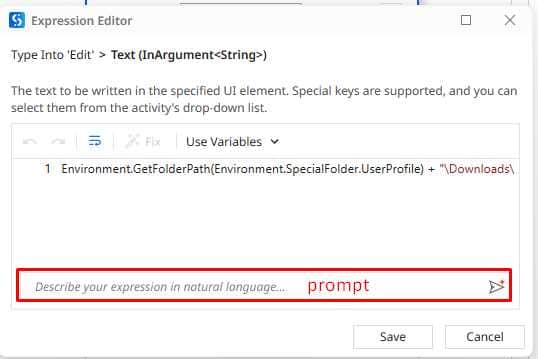 Expression Editor
Type Into 'Edit' > Text (InArgument<String>)
The text to be written in the specified UI element. Special keys are supported, and you can
select them from the activity's drop-down list.
Fix Use Variables
1 Environment.GetFolderPath(Environment.SpecialFolder.UserProfile) + "\Downloads\
Describe your expression in natural language... prompt
Save Cancel